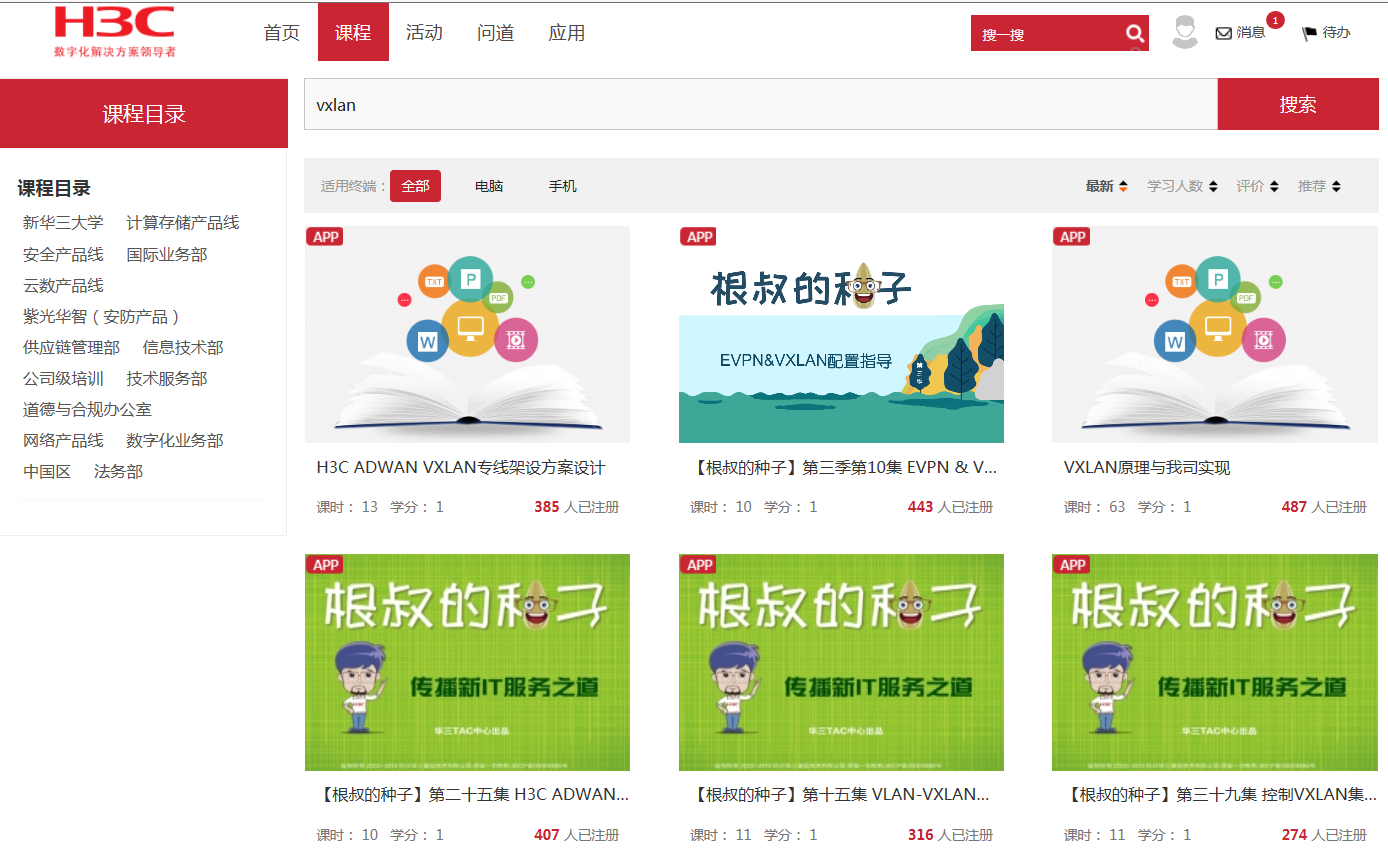 H3C
数字化解决方案领导者
首页 课程 活动 问道 应用
搜一搜
消息 1
待办
课程目录
vxlan
搜索
课程目录
新华三大学 计算存储产品线
安全产品线 国际业务部
云数产品线
紫光华智（安防产品）
供应链管理部 信息技术部
公司级培训 技术服务部
道德与合规办公室
网络产品线 数字化业务部
中国区 法务部
适用终端： 全部 电脑 手机
最新 学习人数 评价 推荐
APP
TXT
P
PDF
W
H3C ADWAN VXLAN专线架设方案设计
课时： 13 学分： 1 385 人已注册
APP
根叔的种子
EVPN&VXLAN配置指导
第三季
【根叔的种子】第三季第10集 EVPN & V...
课时： 10 学分： 1 443 人已注册
APP
TXT
P
PDF
W
VXLAN原理与我司实现
课时： 63 学分： 1 487 人已注册
APP
根叔的种子
传播新IT服务之道
华三TAC中心出品
【根叔的种子】第二十五集 H3C ADWAN...
课时： 10 学分： 1 407 人已注册
APP
根叔的种子
传播新IT服务之道
华三TAC中心出品
【根叔的种子】第十五集 VLAN-VXLAN...
课时： 11 学分： 1 316 人已注册
APP
根叔的种子
传播新IT服务之道
华三TAC中心出品
【根叔的种子】第三十九集 控制VXLAN集...
课时： 11 学分： 1 274 人已注册